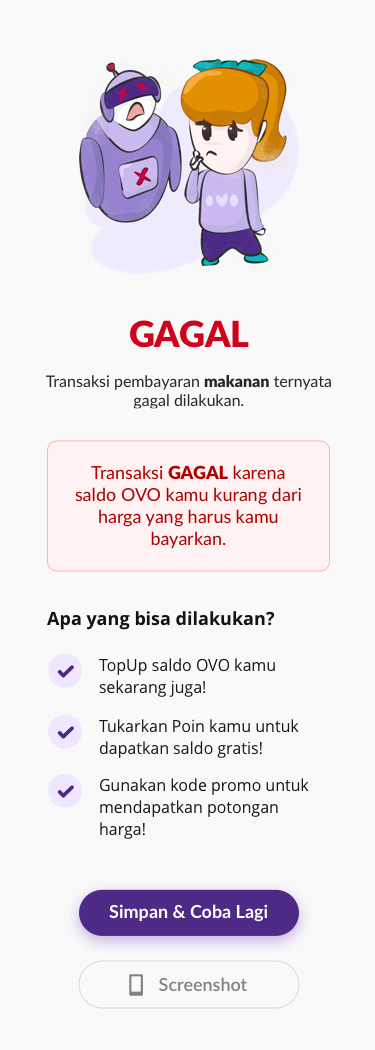 GAGAL
Transaksi pembayaran makanan ternyata
gagal dilakukan.
Transaksi GAGAL karena
saldo OVO kamu kurang dari
harga yang harus kamu
bayarkan.
Apa yang bisa dilakukan?
TopUp saldo OVO kamu
sekarang juga!
Tukarkan Poin kamu untuk
dapatkan saldo gratis!
Gunakan kode promo untuk
mendapatkan potongan
harga!
Simpan & Coba Lagi
Screenshot